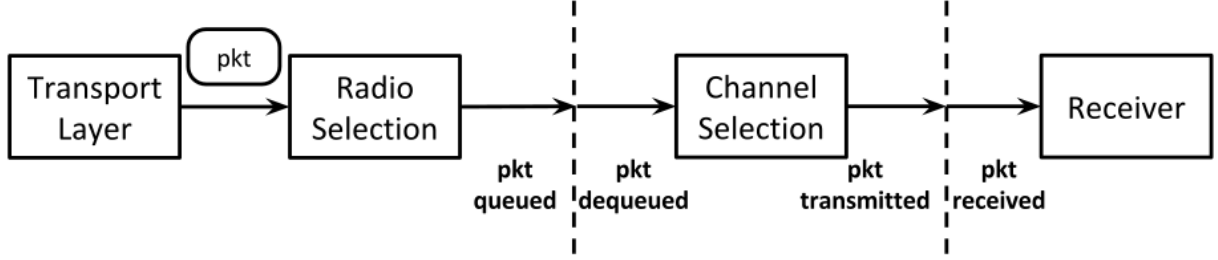 Transport
Layer
pkt
Radio
Selection
pkt
queued
pkt
dequeued
Channel
Selection
pkt
transmitted
pkt
received
Receiver